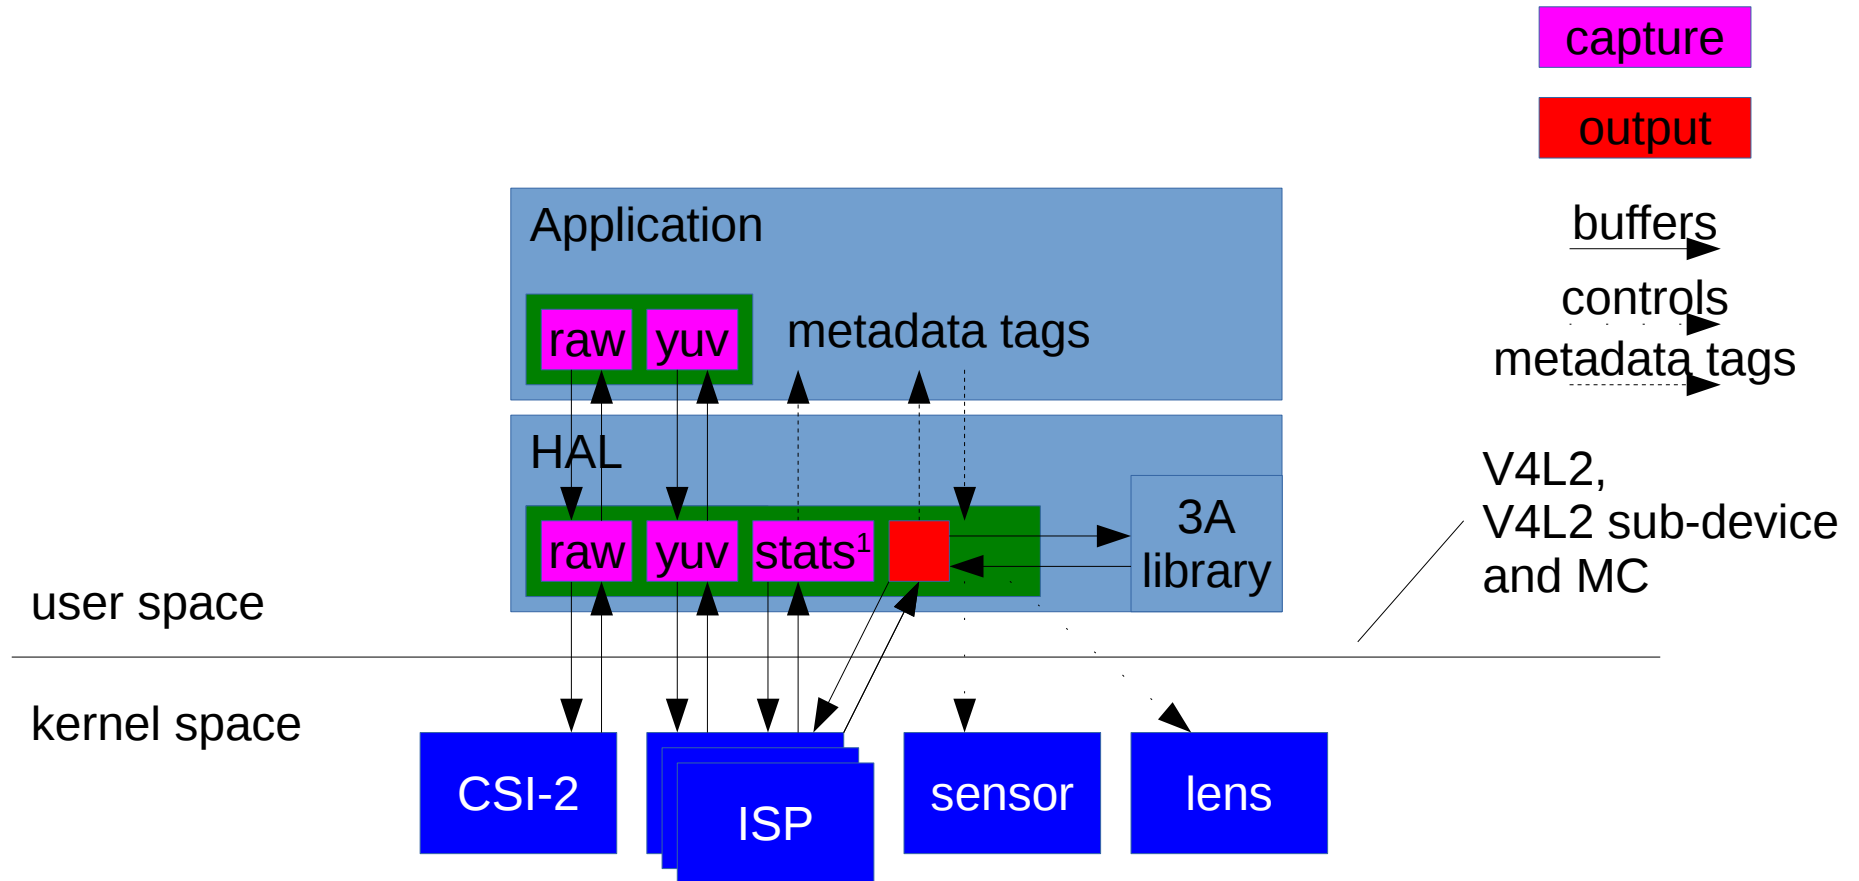 capture
output
buffers
controls
metadata tags
Application
raw yuv metadata tags
HAL
V4L2,
V4L2 sub-device
and MC
raw yuv stats¹
3A
library
user space
kernel space
CSI-2
ISP
sensor
lens